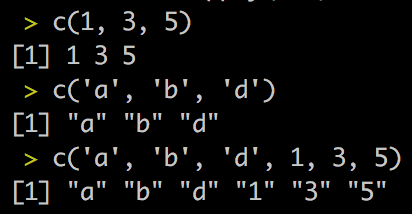 > c(1, 3, 5)
[1] 1 3 5
> c('a', 'b', 'd')
[1] "a" "b" "d"
> c('a', 'b', 'd', 1, 3, 5)
[1] "a" "b" "d" "1" "3" "5"